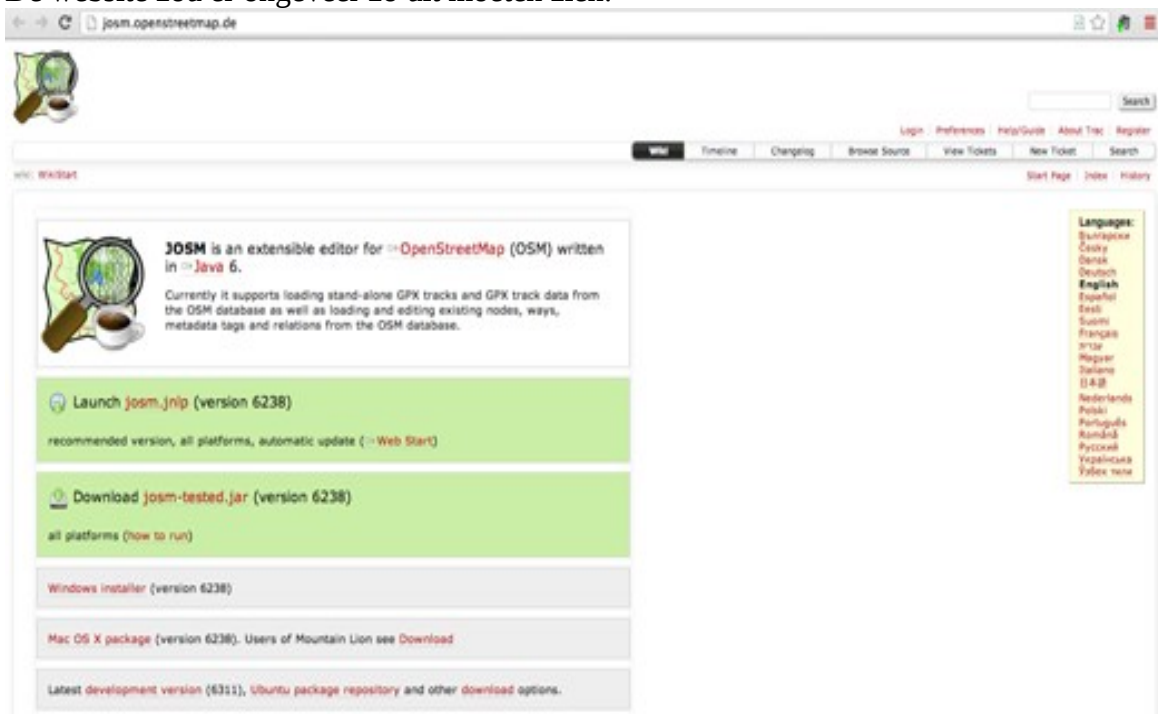 De website zou er ongeveer zo uit moeten zien:
josm.openstreetmap.de
Search
Login Preferences Help/Guide About Trac Register
Wiki Timeline Changelog Browse Source View Tickets New Ticket Search
wiki: WikiStart
Start Page Index History
JOSM is an extensible editor for OpenStreetMap (OSM) written
in Java 6.
Currently it supports loading stand-alone GPX tracks and GPX track data from
the OSM database as well as loading and editing existing nodes, ways,
metadata tags and relations from the OSM database.
Launch josm.jnlp (version 6238)
recommended version, all platforms, automatic update (Web Start)
Download josm-tested.jar (version 6238)
all platforms (how to run)
Windows installer (version 6238)
Mac OS X package (version 6238). Users of Mountain Lion see Download
Latest development version (6311), Ubuntu package repository and other download options.
Languages:
Български
Česky
Dansk
Deutsch
English
Español
Eesti
Suomi
Français
עברית
Magyar
Italiano
日本語
Nederlands
Polski
Português
Română
Русский
Українська